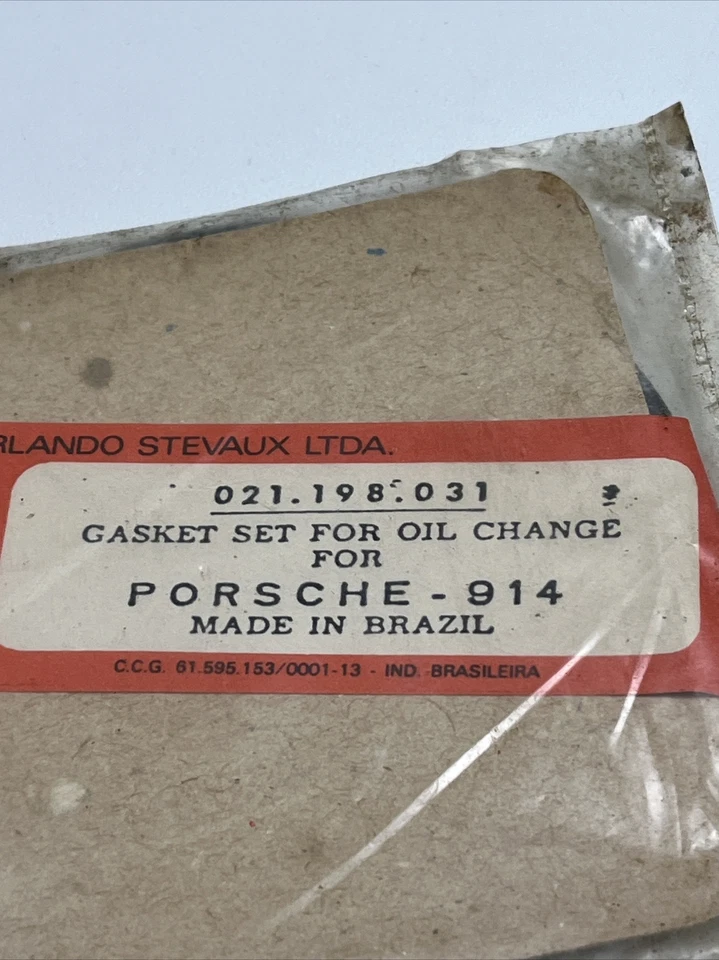 RLANDO STEVAUX LTDA.
021.198.031
GASKET SET FOR OIL CHANGE
FOR
PORSCHE - 914
MADE IN BRAZIL
C.C.G. 61.595.153/0001-13 - IND. BRASILEIRA